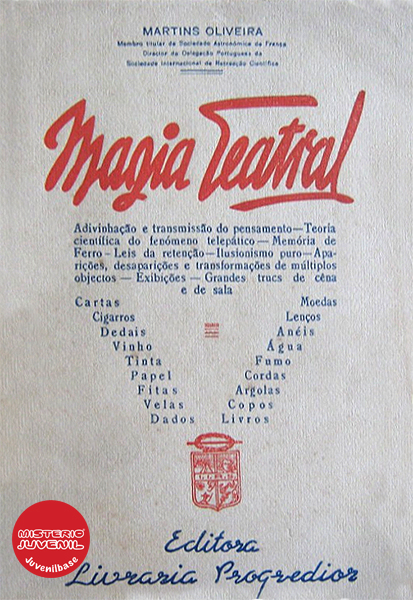 MARTINS OLIVEIRA
Membro titular da Sociedade Astronómica de França
Director da Delegação Portuguesa da
Sociedade Internacional de Recreação Científica
Magia Teatral
Adivinhação e transmissão do pensamento—Teoria
científica do fenómeno telepático—Memória de
Ferro-Leis da retenção-Ilusionismo puro-Apa-
rições, desaparições e transformações de múltiplos
objectos—Exibições—Grandes trucs de cêna
e de sala
Cartas Moedas
Cigarros Lenços
Dedais Anéis
Vinho Água
Tinta Fumo
Papel Cordas
Fitas Argolas
Velas Copos
Dados Livros
Editora
Livraria Progredior
MISTERIO
JUVENIL
Juvenilbase